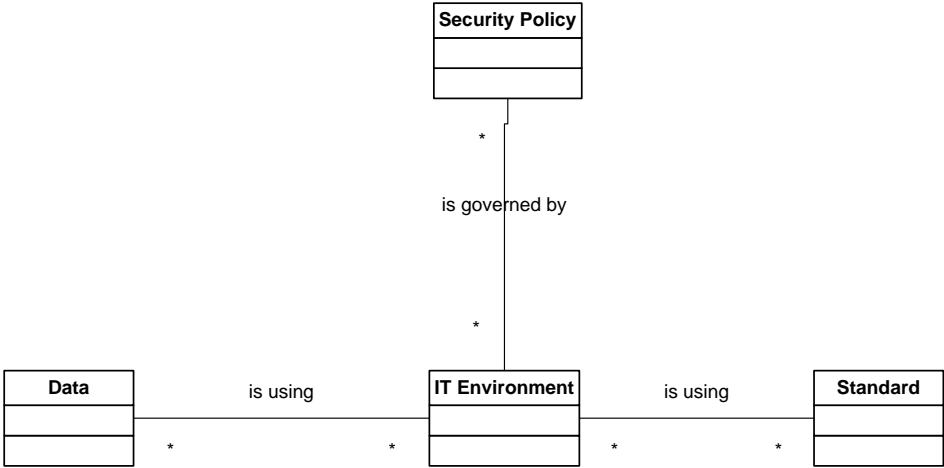 Security Policy
*
is governed by
*
Data
is using
IT Environment
is using
Standard
*
*
*
*